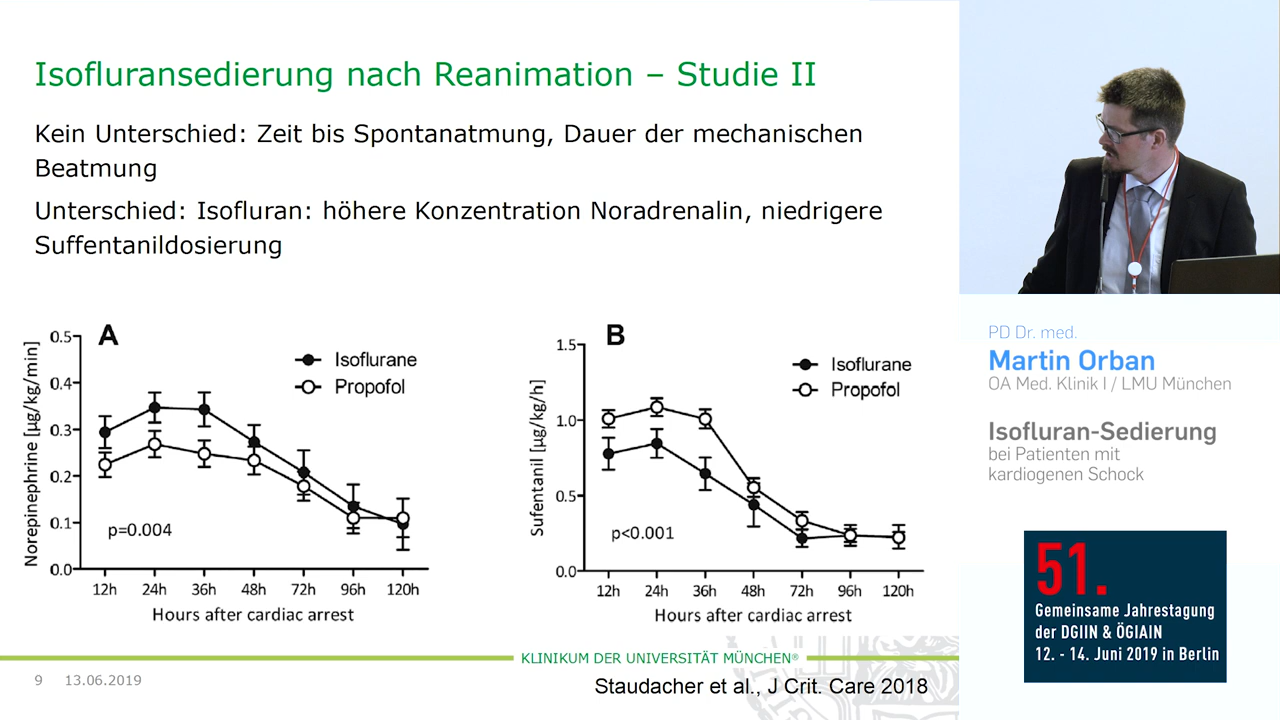 Isofluransedierung nach Reanimation – Studie II
Kein Unterschied: Zeit bis Spontanatmung, Dauer der mechanischen
Beatmung
Unterschied: Isofluran: höhere Konzentration Noradrenalin, niedrigere
Suffentanildosierung
A
Norepinephrine [µg/kg/min]
0.5
0.4
0.3
0.2
0.1
0.0
Isoflurane
Propofol
p=0.004
12h 24h 36h 48h 72h 96h 120h
Hours after cardiac arrest
B
Sufentanil [µg/kg/h]
1.5
1.0
0.5
0.0
Isoflurane
Propofol
p<0.001
12h 24h 36h 48h 72h 96h 120h
Hours after cardiac arrest
KLINIKUM DER UNIVERSITÄT MÜNCHEN®
9 13.06.2019
Staudacher et al., J Crit. Care 2018
PD Dr. med.
Martin Orban
OA Med. Klinik I / LMU München
Isofluran-Sedierung
bei Patienten mit
kardiogenen Schock
51.
Gemeinsame Jahrestagung
der DGIIN & ÖGIAIN
12. - 14. Juni 2019 in Berlin